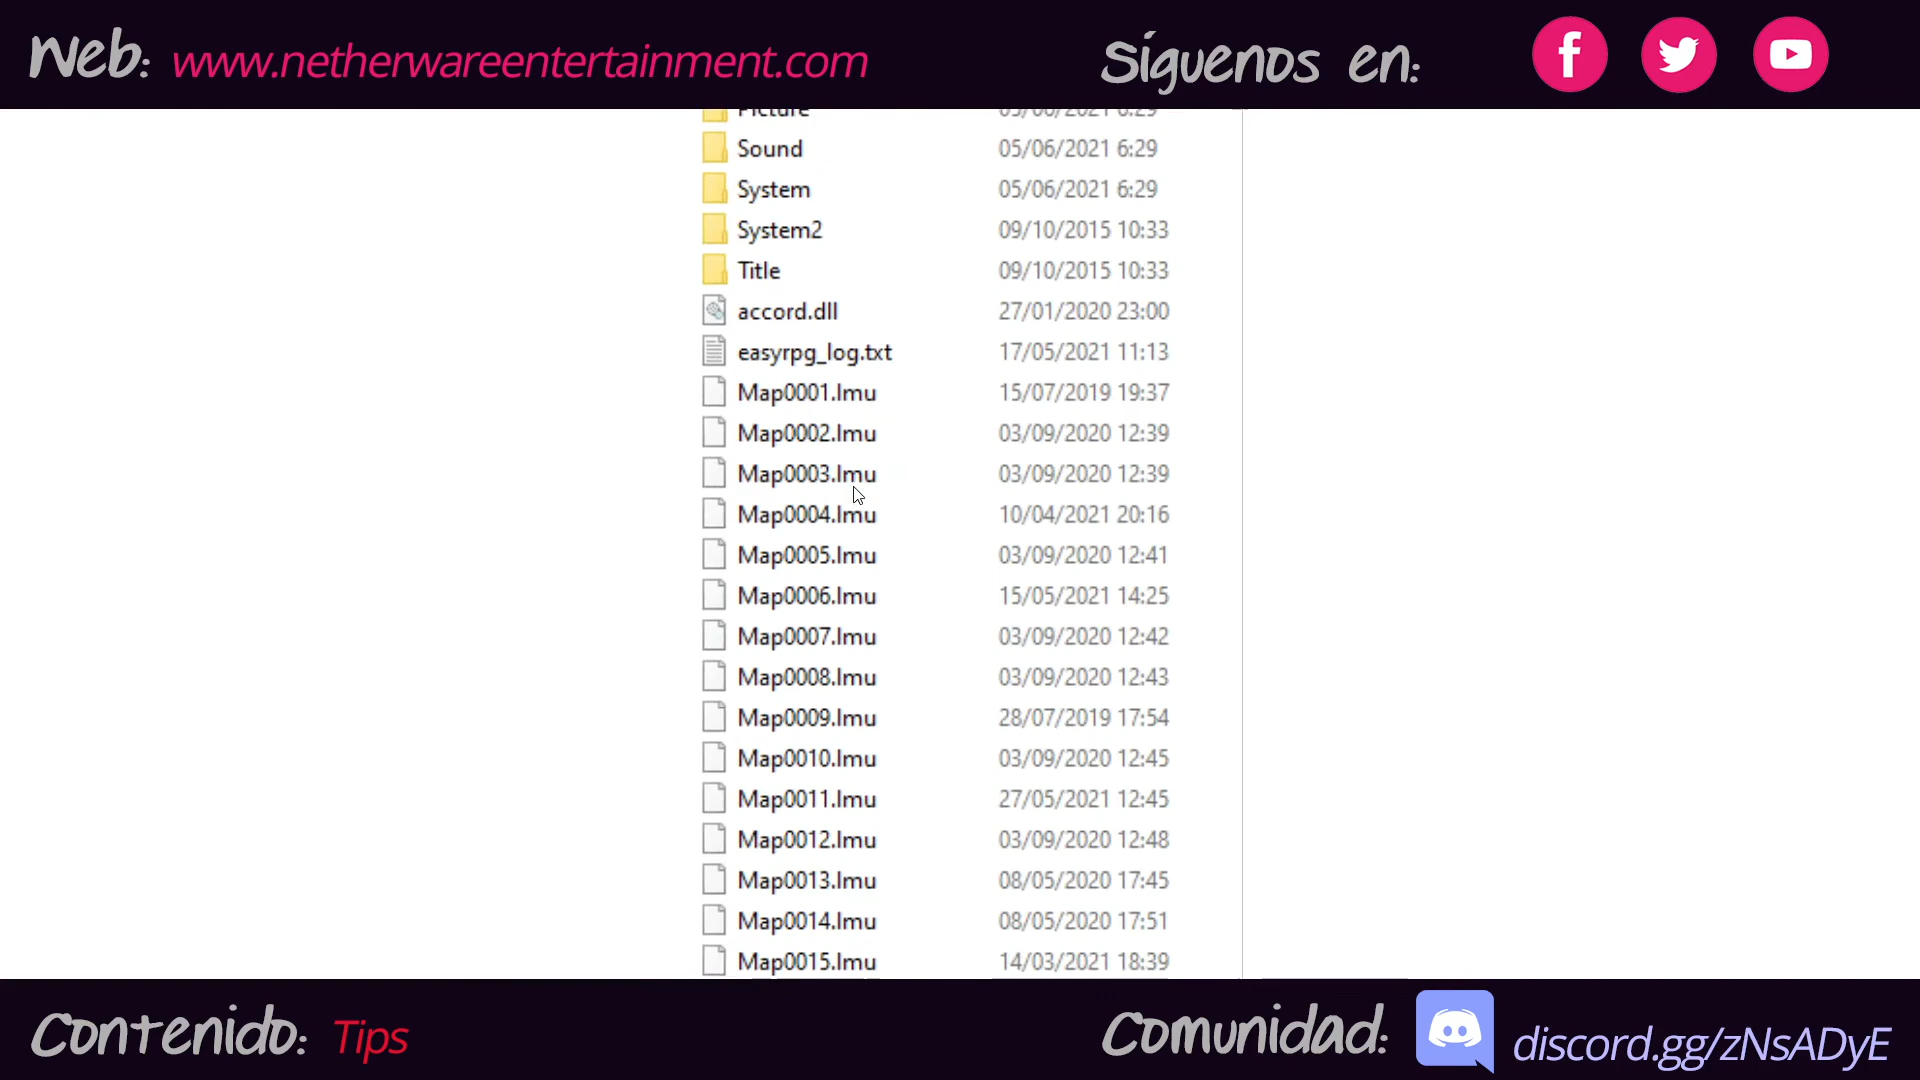 Web: www.netherwareentertainment.com Síguenos en:
Picture 05/06/2021 6:29
Sound 05/06/2021 6:29
System 05/06/2021 6:29
System2 09/10/2015 10:33
Title 09/10/2015 10:33
accord.dll 27/01/2020 23:00
easyrpg_log.txt 17/05/2021 11:13
Map0001.lmu 15/07/2019 19:37
Map0002.lmu 03/09/2020 12:39
Map0003.lmu 03/09/2020 12:39
Map0004.lmu 10/04/2021 20:16
Map0005.lmu 03/09/2020 12:41
Map0006.lmu 15/05/2021 14:25
Map0007.lmu 03/09/2020 12:42
Map0008.lmu 03/09/2020 12:43
Map0009.lmu 28/07/2019 17:54
Map0010.lmu 03/09/2020 12:45
Map0011.lmu 27/05/2021 12:45
Map0012.lmu 03/09/2020 12:48
Map0013.lmu 08/05/2020 17:45
Map0014.lmu 08/05/2020 17:51
Map0015.lmu 14/03/2021 18:39
Contenido: Tips Comunidad: discord.gg/zNsADyE